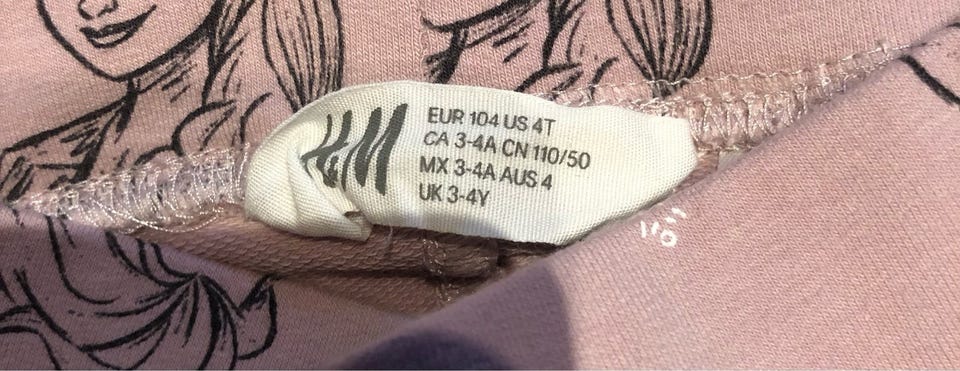 H&M
EUR 104 US 4T
CA 3-4A CN 110/50
MX 3-4A AUS 4
UK 3-4Y